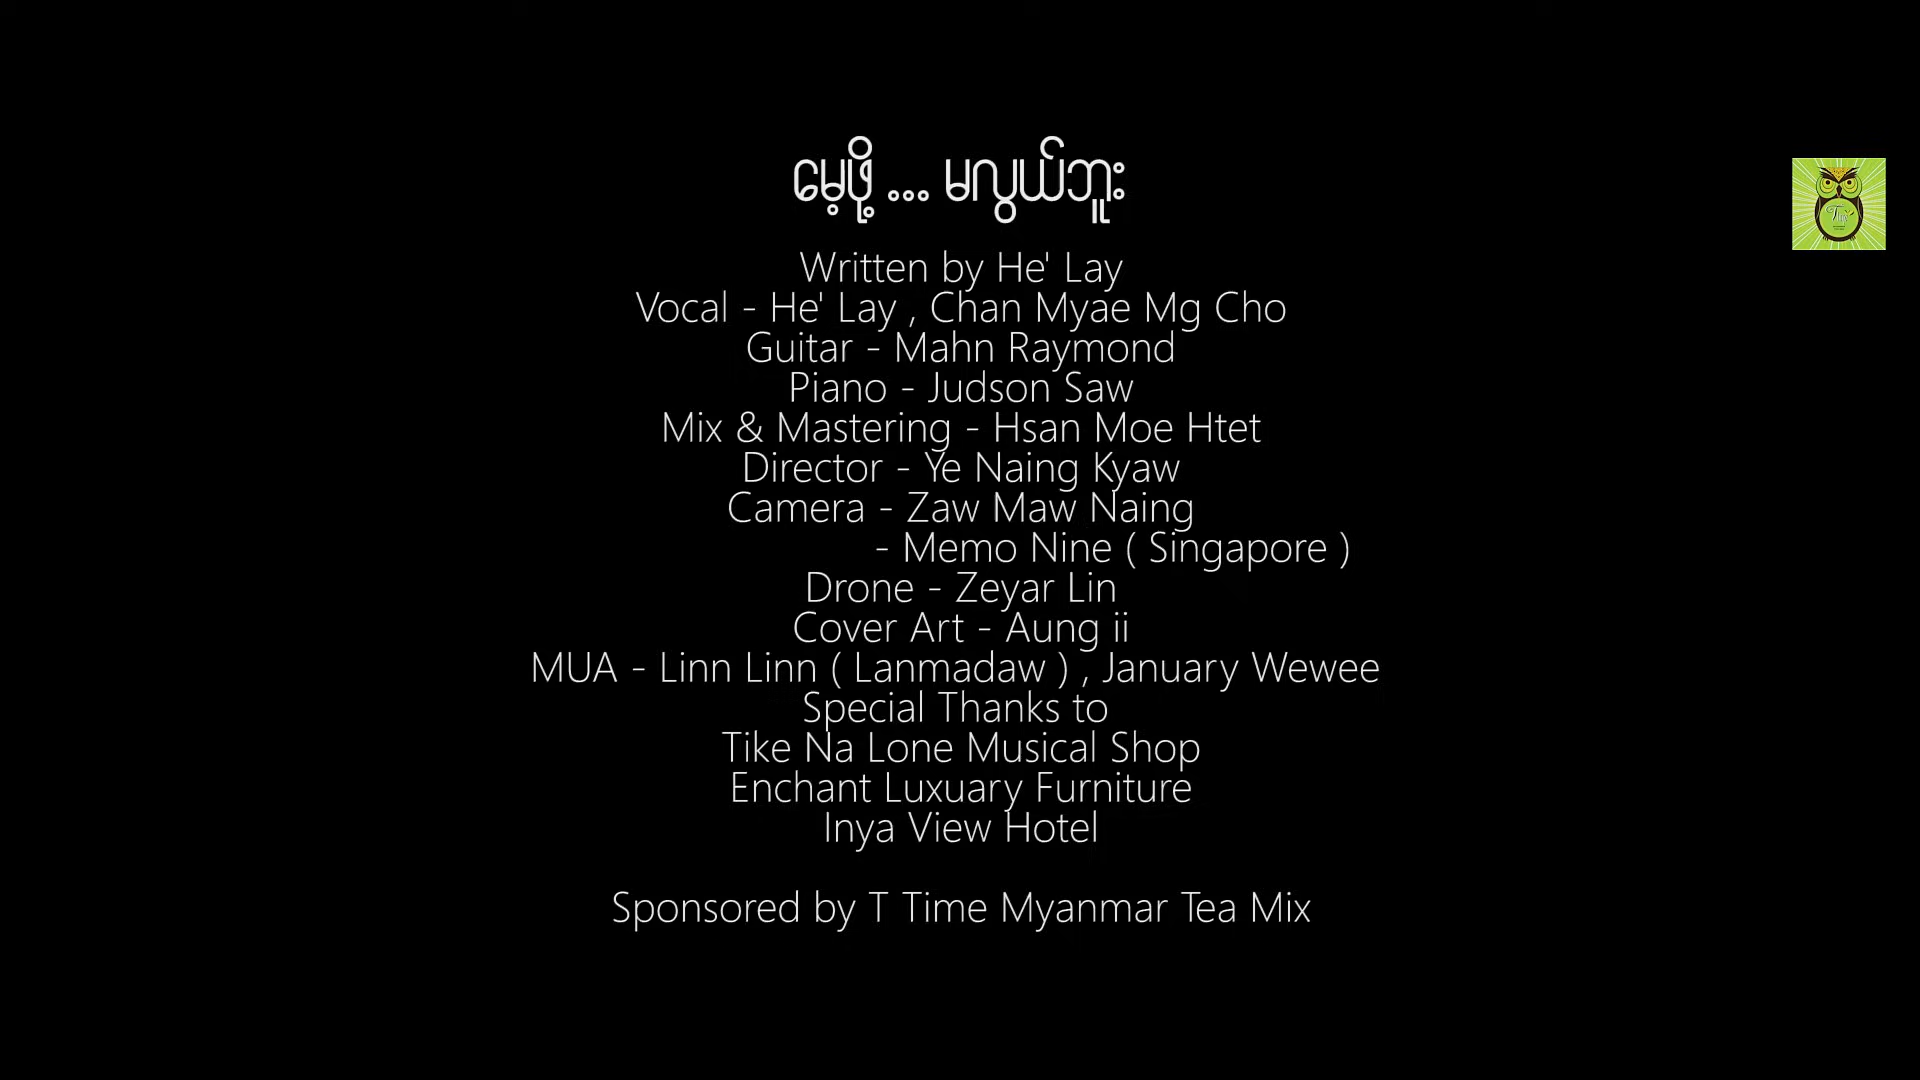 မေ့ဖို့ ... မလွယ်ဘူး
Written by He' Lay
Vocal - He' Lay , Chan Myae Mg Cho
Guitar - Mahn Raymond
Piano - Judson Saw
Mix & Mastering - Hsan Moe Htet
Director - Ye Naing Kyaw
Camera - Zaw Maw Naing
- Memo Nine ( Singapore )
Drone - Zeyar Lin
Cover Art - Aung ii
MUA - Linn Linn ( Lanmadaw ) , January Wewee
Special Thanks to
Tike Na Lone Musical Shop
Enchant Luxuary Furniture
Inya View Hotel
Sponsored by T Time Myanmar Tea Mix